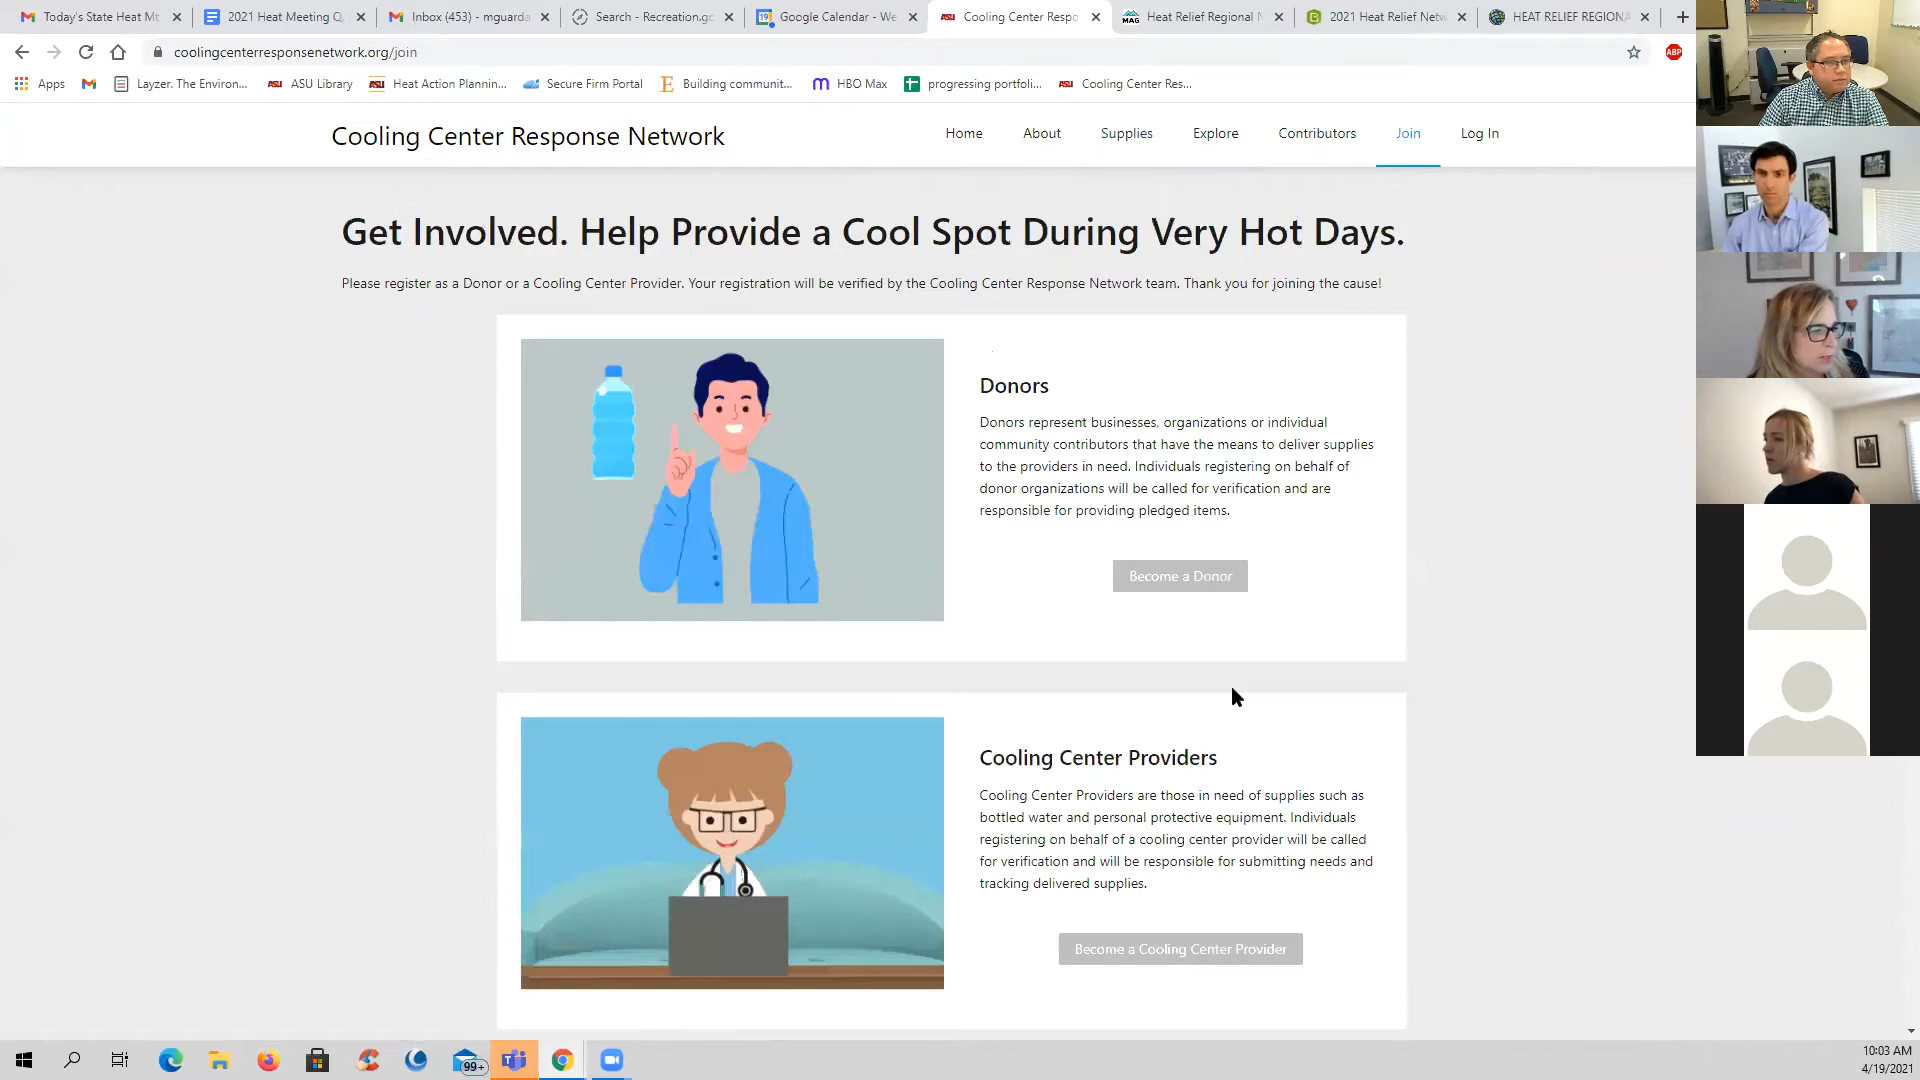 Today's State Heat Mt
2021 Heat Meeting Q
Inbox (453) - mguarda
Search - Recreation.gc
Google Calendar - We
Cooling Center Respo
Heat Relief Regional N
2021 Heat Relief Netw
HEAT RELIEF REGIONA
coolingcenterresponsenetwork.org/join
ABP
Apps
Layzer. The Environ...
ASU Library
Heat Action Plannin...
Secure Firm Portal
Building communit...
HBO Max
progressing portfoli...
Cooling Center Res...
Cooling Center Response Network
Home
About
Supplies
Explore
Contributors
Join
Log In
Get Involved. Help Provide a Cool Spot During Very Hot Days.
Please register as a Donor or a Cooling Center Provider. Your registration will be verified by the Cooling Center Response Network team. Thank you for joining the cause!
Donors
Donors represent businesses, organizations or individual
community contributors that have the means to deliver supplies
to the providers in need. Individuals registering on behalf of
donor organizations will be called for verification and are
responsible for providing pledged items.
Become a Donor
Cooling Center Providers
Cooling Center Providers are those in need of supplies such as
bottled water and personal protective equipment. Individuals
registering on behalf of a cooling center provider will be called
for verification and will be responsible for submitting needs and
tracking delivered supplies.
Become a Cooling Center Provider
99+
10:03 AM
4/19/2021